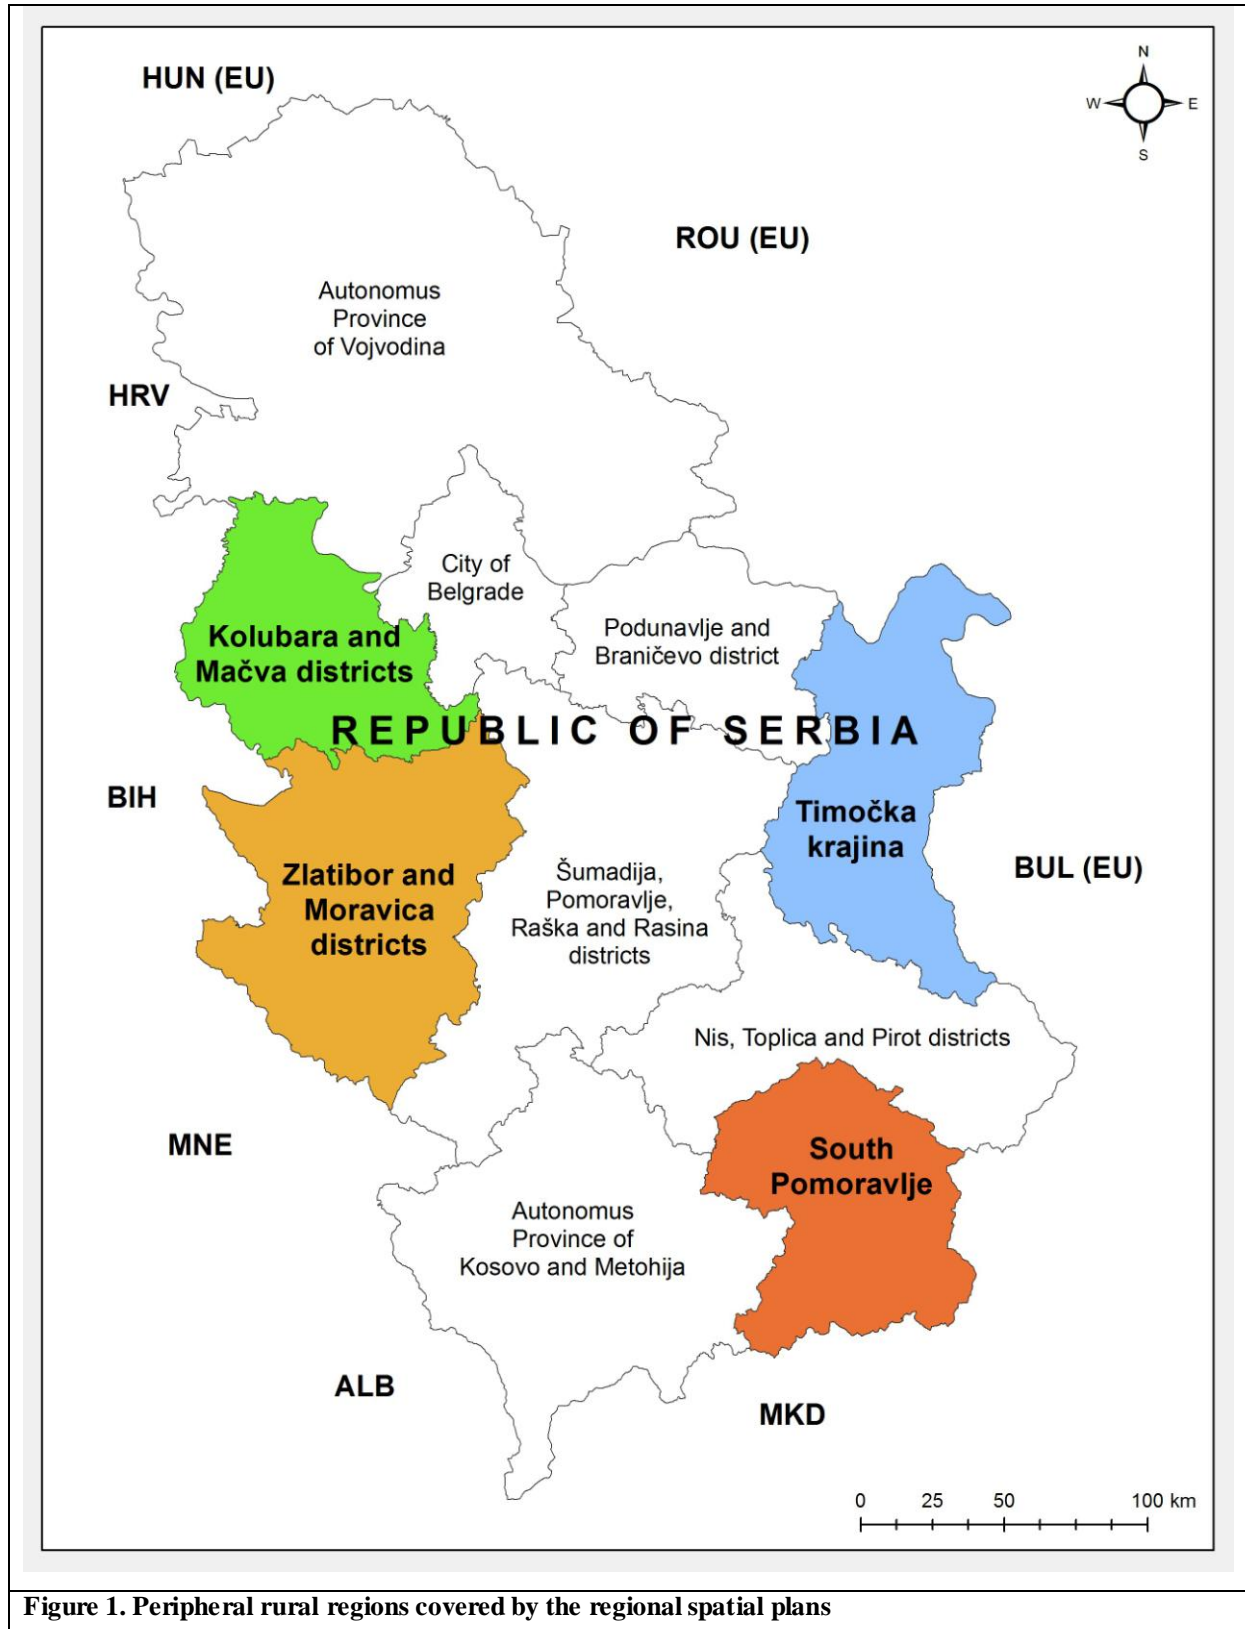 HUN (EU)
N
W
E
S
ROU (EU)
Autonomus
Province
of Vojvodina
HRV
City of
Belgrade
Kolubara and
Mačva districts
Podunavlje and
Braničevo district
REPUBLIC OF SERBIA
BIH
Timočka
krajina
Zlatibor and
Moravica
districts
Šumadija,
Pomoravlje,
Raška and Rasina
districts
BUL (EU)
Nis, Toplica and Pirot districts
MNE
South
Pomoravlje
Autonomus
Province of
Kosovo and Metohija
ALB
MKD
0 25 50 100 km
Figure 1. Peripheral rural regions covered by the regional spatial plans